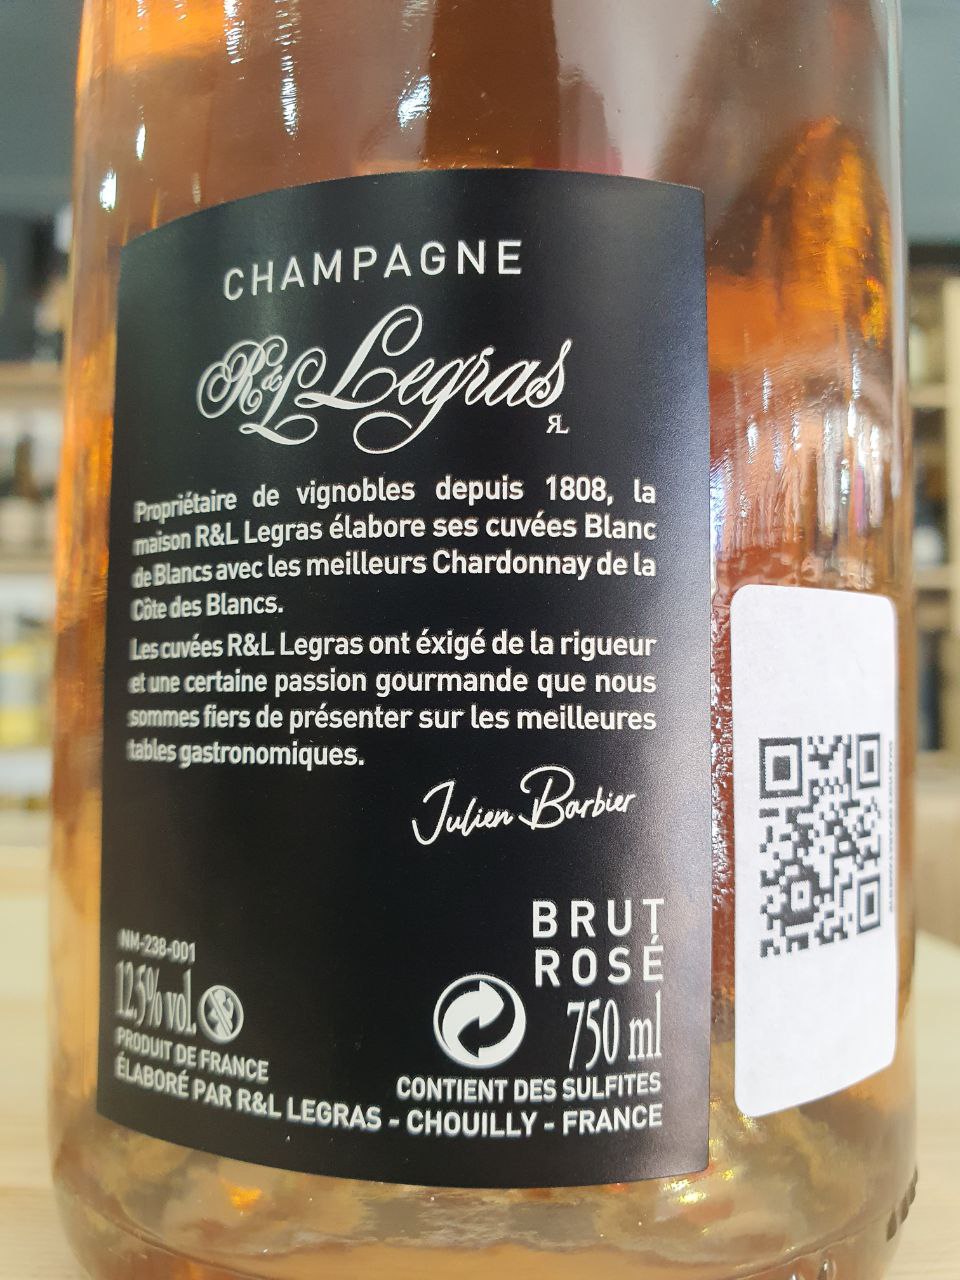 CHAMPAGNE
R&L Legras
RL
Propriétaire de vignobles depuis 1808, la
maison R&L Legras élabore ses cuvées Blanc
de Blancs avec les meilleurs Chardonnay de la
Côte des Blancs.
Les cuvées R&L Legras ont éxigé de la rigueur
et une certaine passion gourmande que nous
sommes fiers de présenter sur les meilleures
tables gastronomiques.
Julien Barbier
BRUT
ROSÉ
NM-238-001
12,5% vol.
750 ml
PRODUIT DE FRANCE
CONTIENT DES SULFITES
ÉLABORÉ PAR R&L LEGRAS - CHOUILLY - FRANCE